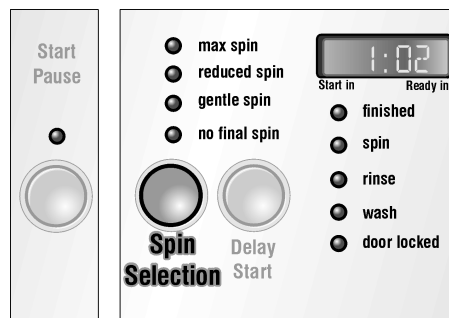 Start
Pause
max spin
reduced spin
gentle spin
no final spin
Spin
Selection
Delay
Start
1:02
Start in
Ready in
finished
spin
rinse
wash
door locked